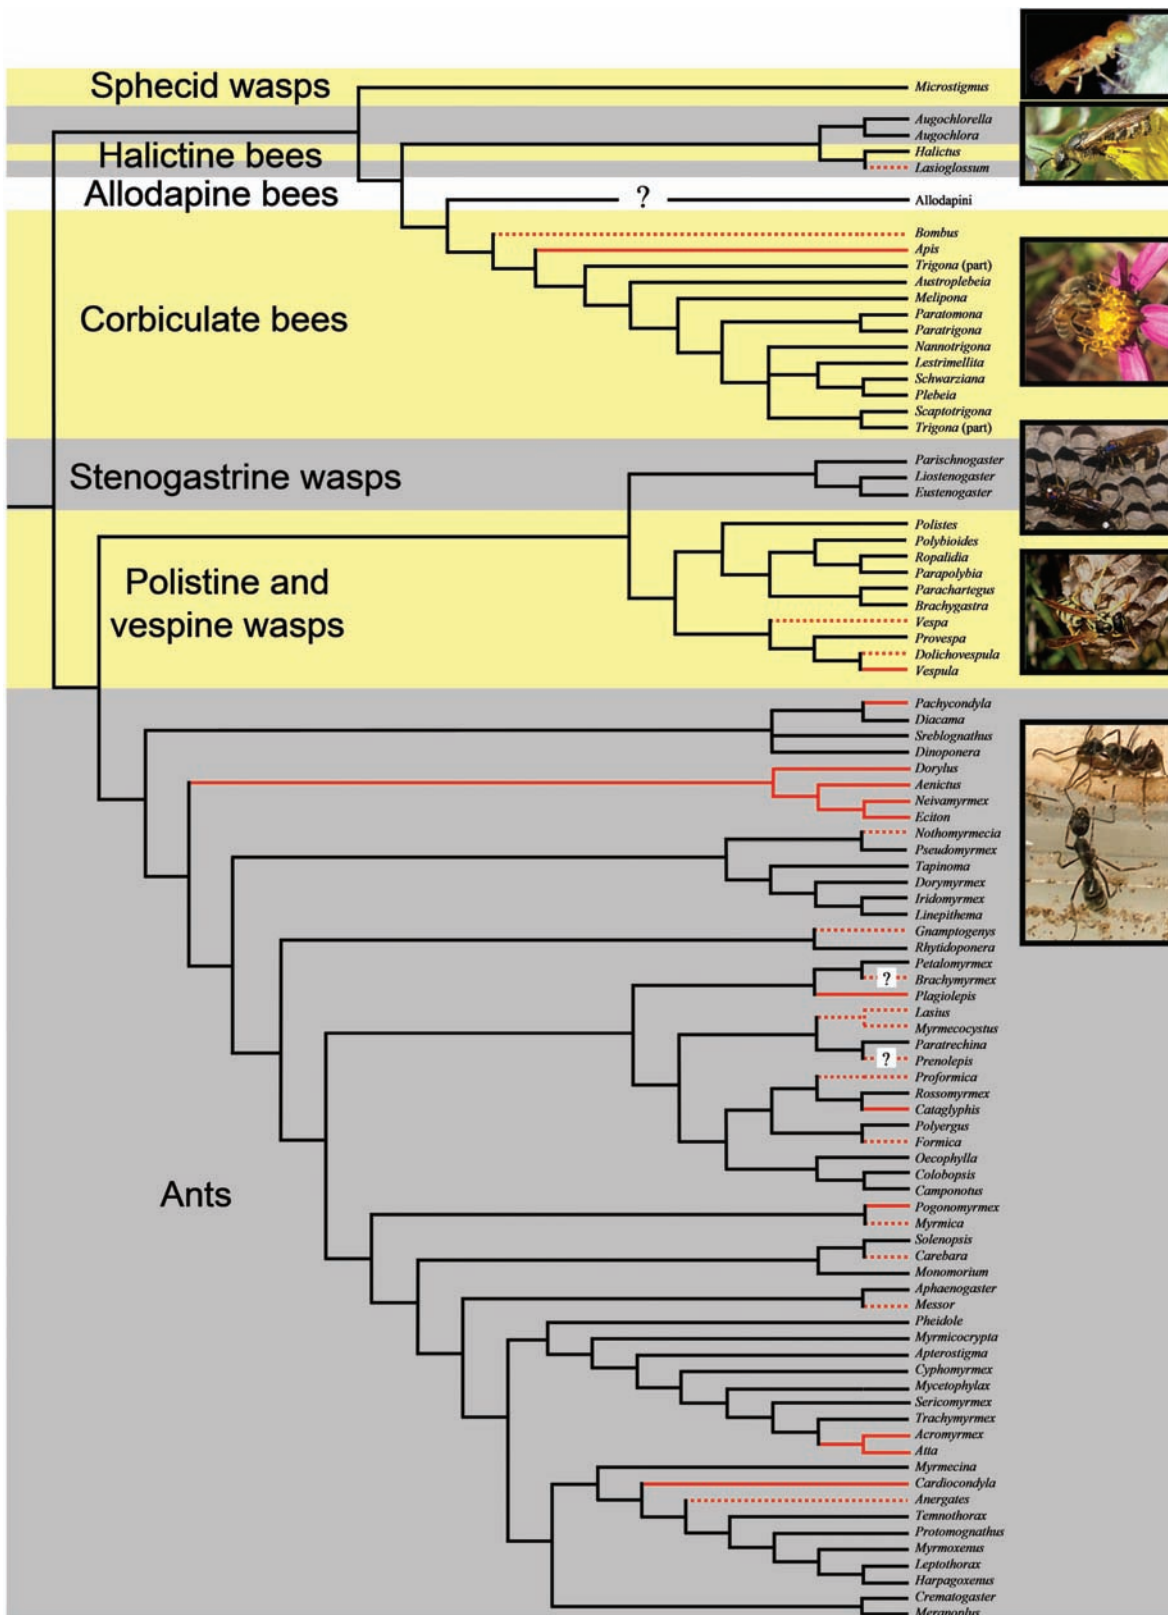 Sphecid wasps
Microstigmus
Augochlorella
Augochlora
Halictine bees
Halictus
Lasioglossum
Allodapine bees
?
Allodapini
Bombus
Apis
Trigona (part)
Austroplebeia
Melipona
Corbiculate bees
Paratomona
Paratrigona
Nannotrigona
Lestrimellita
Schwarziana
Plebeia
Scaptotrigona
Trigona (part)
Stenogastrine wasps
Parischnogaster
Liostenogaster
Eustenogaster
Polistine and
vespine wasps
Polistes
Polybioides
Ropalidia
Parapolybia
Parachartegus
Brachygastra
Vespa
Provespa
Dolichovespula
Vespula
Pachycondyla
Diacama
Sreblognathus
Dinoponera
Dorylus
Aenictus
Neivamyrmex
Eciton
Nothomyrmecia
Pseudomyrmex
Tapinoma
Dorymyrmex
Iridomyrmex
Linepithema
Gnamptogenys
Rhytidoponera
Petalomyrmex
? Brachymyrmex
Plagiolepis
Lasius
Myrmecocystus
Paratrechina
? Prenolepis
Proformica
Rossomyrmex
Cataglyphis
Polyergus
Formica
Oecophylla
Colobopsis
Camponotus
Ants
Pogonomyrmex
Myrmica
Solenopsis
Carebara
Monomorium
Aphaenogaster
Messor
Pheidole
Myrmicocrypta
Apterostigma
Cyphomyrmex
Mycetophylax
Sericomyrmex
Trachymyrmex
Acromyrmex
Atta
Myrmecina
Cardiocondyla
Anergates
Temnothorax
Protomognathus
Myrmoxenus
Leptothorax
Harpagoxenus
Crematogaster
Meranoplus